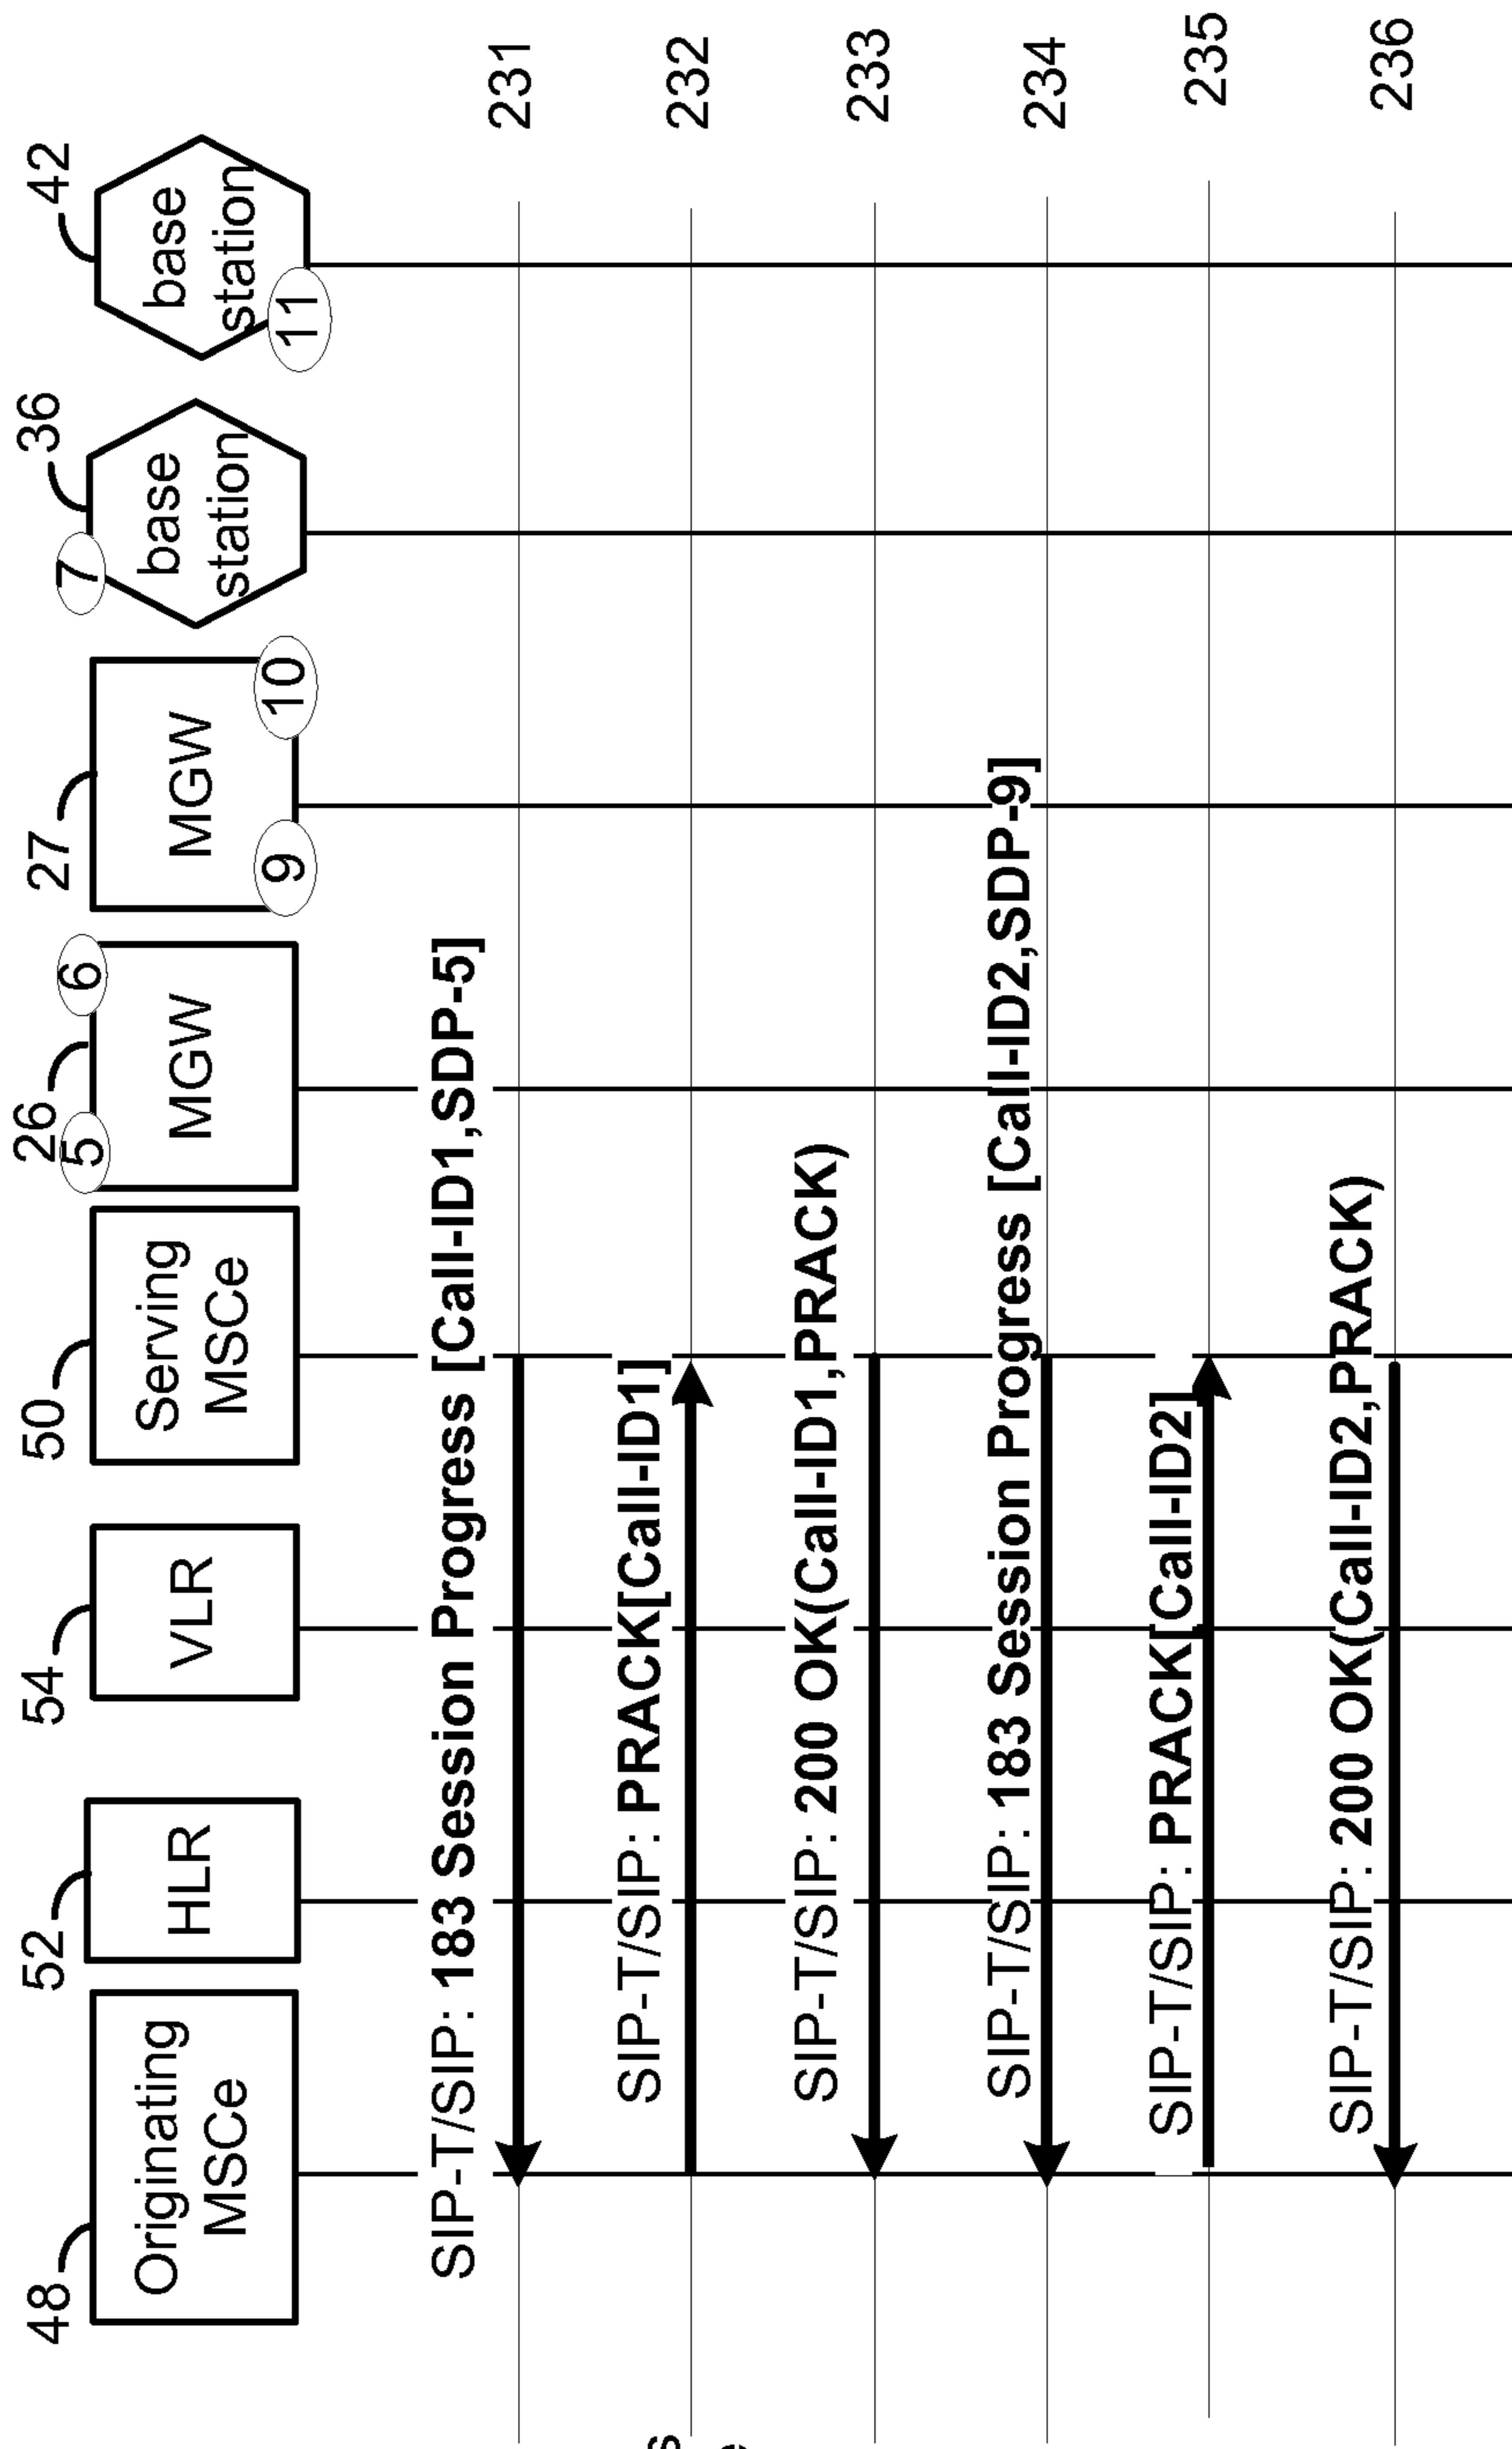 48
52
54
50
26
27
36
42
Originating
MSCe
HLR
VLR
Serving
MSCe
5
6
MGW
9
10
MGW
7
base
station
11
base
station
SIP-T/SIP: 183 Session Progress [Call-ID1,SDP-5]
231
SIP-T/SIP: PRACK[Call-ID1]
232
SIP-T/SIP: 200 OK(Call-ID1,PRACK)
233
SIP-T/SIP: 183 Session Progress [Call-ID2,SDP-9]
234
SIP-T/SIP: PRACK[Call-ID2]
235
SIP-T/SIP: 200 OK(Call-ID2,PRACK)
236